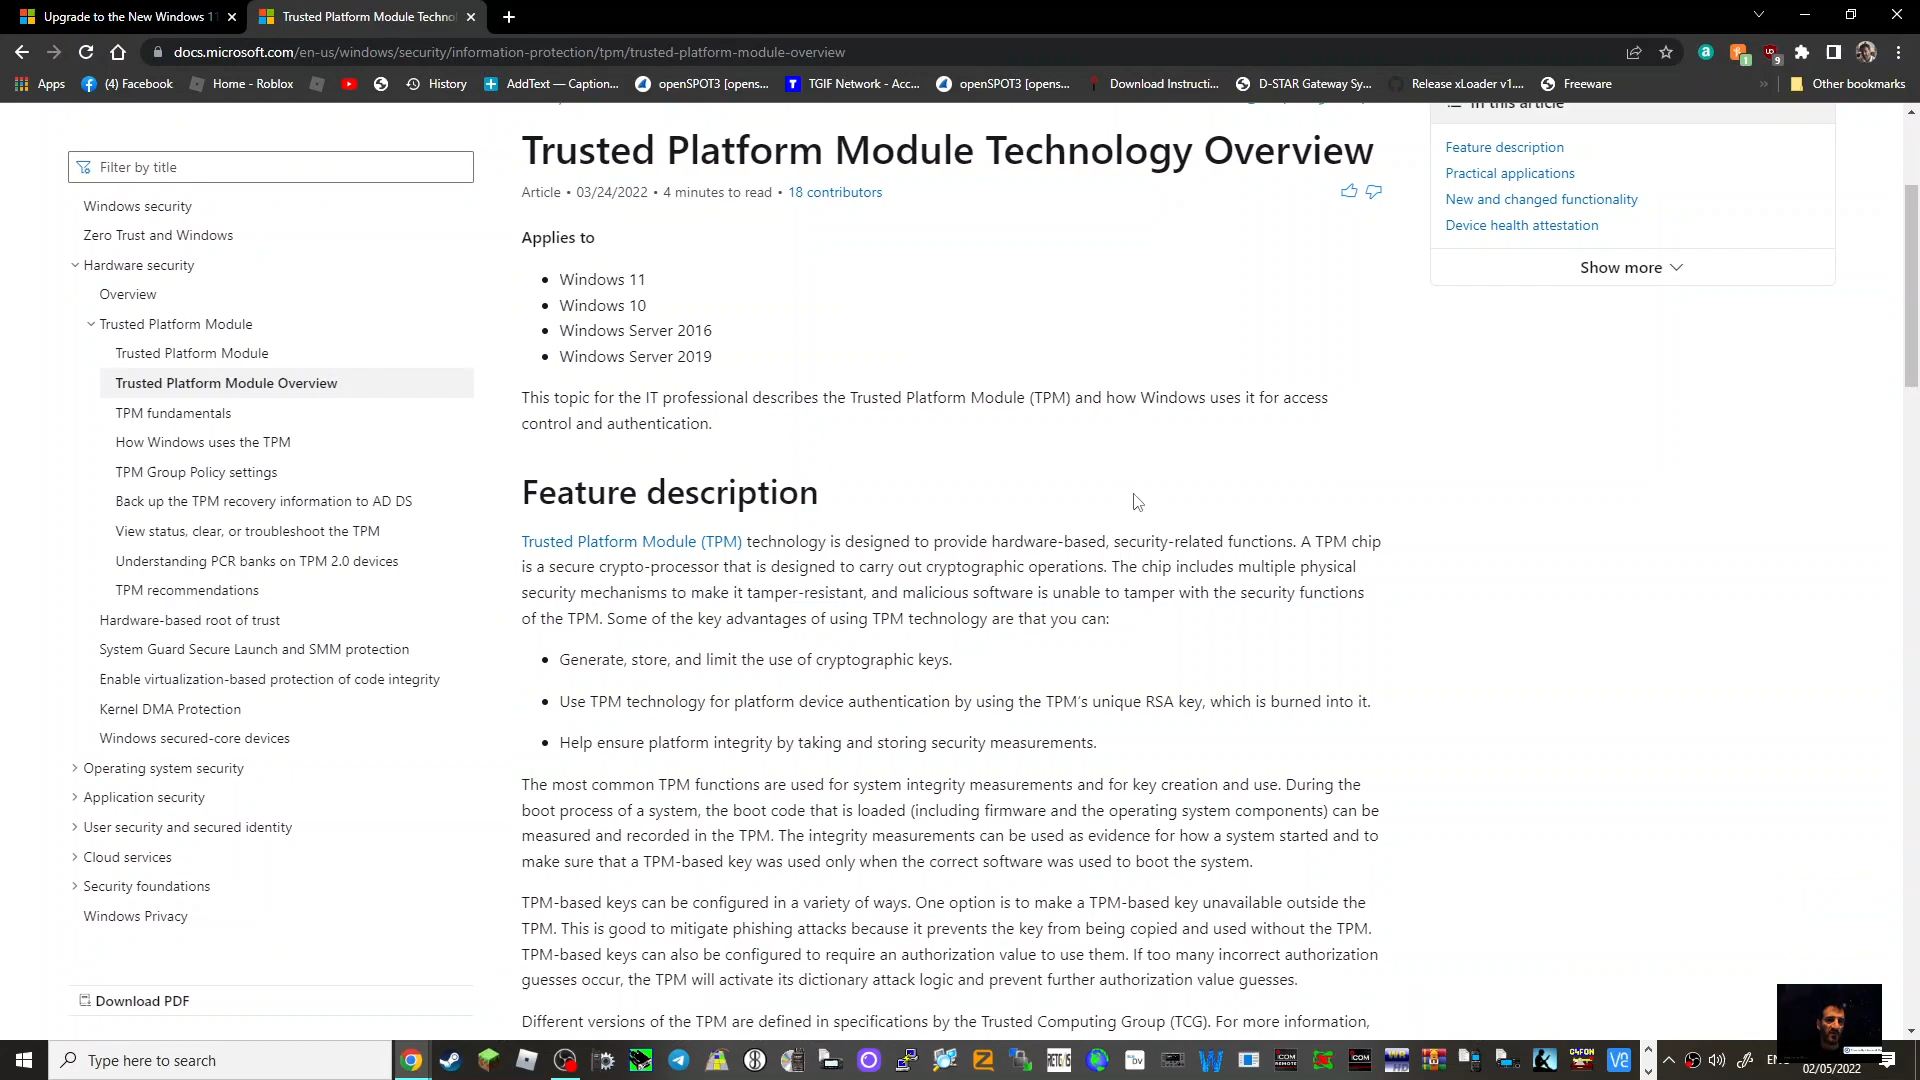 Upgrade to the New Windows 11
Trusted Platform Module Technol
docs.microsoft.com/en-us/windows/security/information-protection/tpm/trusted-platform-module-overview
Apps
(4) Facebook
Home - Roblox
History
AddText — Caption...
openSPOT3 [opens...
TGIF Network - Acc...
openSPOT3 [opens...
Download Instructi...
D-STAR Gateway Sy...
Release xLoader v1....
Freeware
Other bookmarks
Filter by title
Windows security
Zero Trust and Windows
Hardware security
Overview
Trusted Platform Module
Trusted Platform Module
Trusted Platform Module Overview
TPM fundamentals
How Windows uses the TPM
TPM Group Policy settings
Back up the TPM recovery information to AD DS
View status, clear, or troubleshoot the TPM
Understanding PCR banks on TPM 2.0 devices
TPM recommendations
Hardware-based root of trust
System Guard Secure Launch and SMM protection
Enable virtualization-based protection of code integrity
Kernel DMA Protection
Windows secured-core devices
Operating system security
Application security
User security and secured identity
Cloud services
Security foundations
Windows Privacy
Download PDF
Trusted Platform Module Technology Overview
Article • 03/24/2022 • 4 minutes to read • 18 contributors
Applies to
• Windows 11
• Windows 10
• Windows Server 2016
• Windows Server 2019
This topic for the IT professional describes the Trusted Platform Module (TPM) and how Windows uses it for access
control and authentication.
Feature description
Trusted Platform Module (TPM) technology is designed to provide hardware-based, security-related functions. A TPM chip
is a secure crypto-processor that is designed to carry out cryptographic operations. The chip includes multiple physical
security mechanisms to make it tamper-resistant, and malicious software is unable to tamper with the security functions
of the TPM. Some of the key advantages of using TPM technology are that you can:
• Generate, store, and limit the use of cryptographic keys.
• Use TPM technology for platform device authentication by using the TPM's unique RSA key, which is burned into it.
• Help ensure platform integrity by taking and storing security measurements.
The most common TPM functions are used for system integrity measurements and for key creation and use. During the
boot process of a system, the boot code that is loaded (including firmware and the operating system components) can be
measured and recorded in the TPM. The integrity measurements can be used as evidence for how a system started and to
make sure that a TPM-based key was used only when the correct software was used to boot the system.
TPM-based keys can be configured in a variety of ways. One option is to make a TPM-based key unavailable outside the
TPM. This is good to mitigate phishing attacks because it prevents the key from being copied and used without the TPM.
TPM-based keys can also be configured to require an authorization value to use them. If too many incorrect authorization
guesses occur, the TPM will activate its dictionary attack logic and prevent further authorization value guesses.
Different versions of the TPM are defined in specifications by the Trusted Computing Group (TCG). For more information,
In this article
Feature description
Practical applications
New and changed functionality
Device health attestation
Show more
Type here to search
02/05/2022